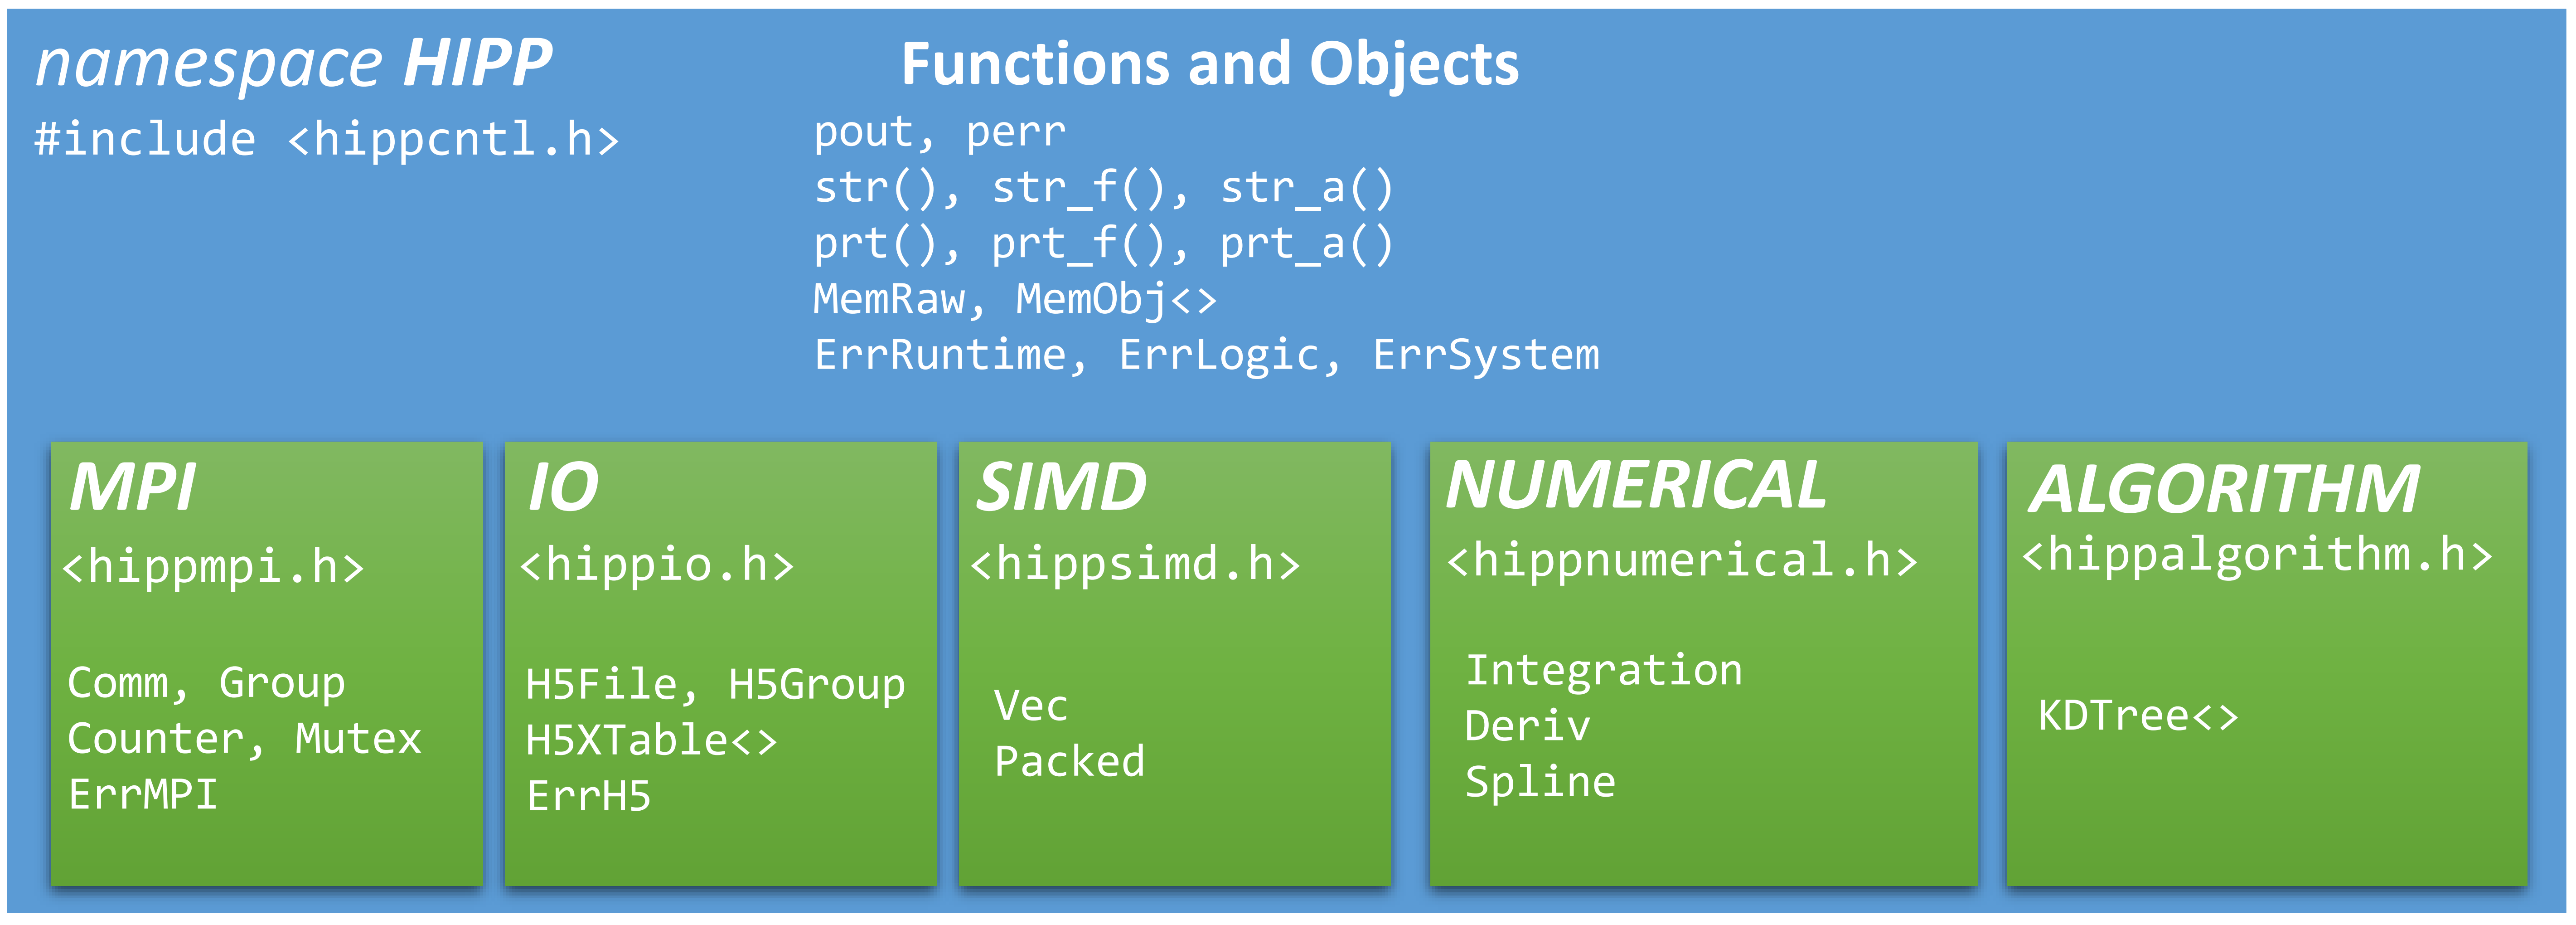 namespace HIPP
#include <hippcntl.h>
Functions and Objects
pout, perr
str(), str_f(), str_a()
prt(), prt_f(), prt_a()
MemRaw, MemObj<>
ErrRuntime, ErrLogic, ErrSystem
MPI
<hippmpi.h>
Comm, Group
Counter, Mutex
ErrMPI
IO
<hippio.h>
H5File, H5Group
H5XTable<>
ErrH5
SIMD
<hippsimd.h>
Vec
Packed
NUMERICAL
<hippnumerical.h>
Integration
Deriv
Spline
ALGORITHM
<hippalgorithm.h>
KDTree<>